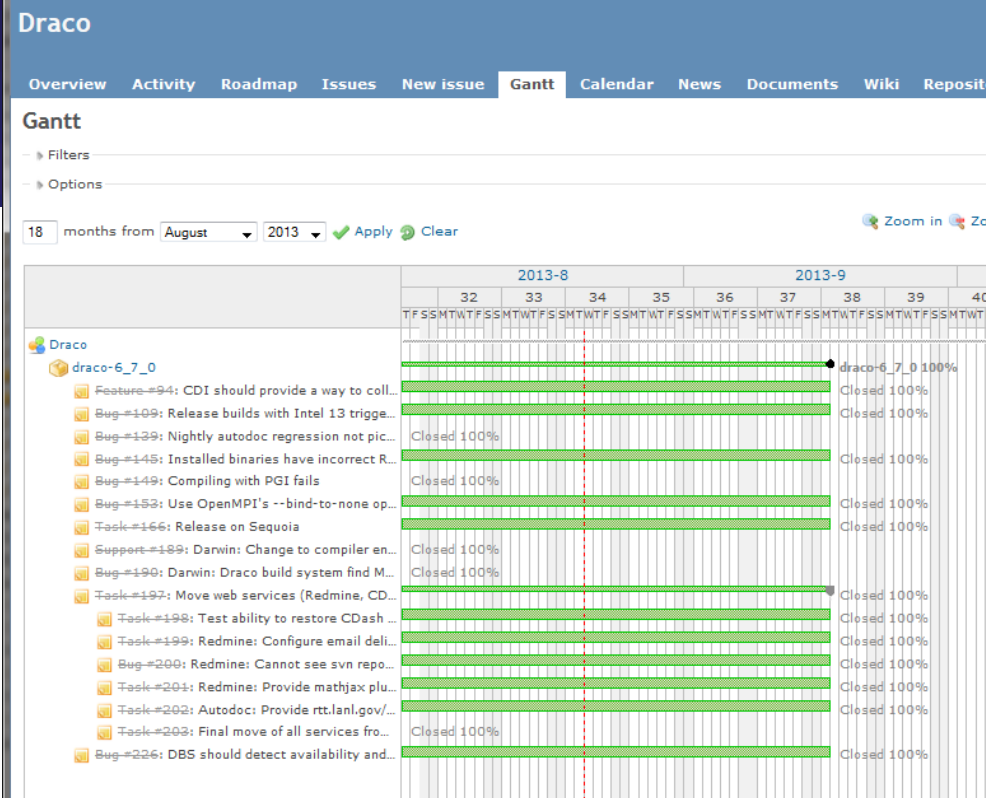 Draco
Overview Activity Roadmap Issues New issue Gantt Calendar News Documents Wiki Reposit
Gantt
Filters
Options
18 months from August 2013 Apply Clear Zoom in Zo
2013-8 2013-9
32 33 34 35 36 37 38 39 40
T F S S M T W T F S S M T W T F S S M T W T F S S M T W T F S S M T W T F S S M T W T F S S M T W T F S S M T W T F S S M T W T
Draco
draco-6_7_0 draco-6_7_0 100%
Feature #94: CDI should provide a way to coll... Closed 100%
Bug #109: Release builds with Intel 13 trigge... Closed 100%
Bug #139: Nightly autodoc regression not pic... Closed 100%
Bug #145: Installed binaries have incorrect R... Closed 100%
Bug #149: Compiling with PGI fails Closed 100%
Bug #153: Use OpenMPI's --bind-to-none op... Closed 100%
Task #166: Release on Sequoia Closed 100%
Support #189: Darwin: Change to compiler en... Closed 100%
Bug #190: Darwin: Draco build system find M... Closed 100%
Task #197: Move web services (Redmine, CD... Closed 100%
Task #198: Test ability to restore CDash ... Closed 100%
Task #199: Redmine: Configure email deli... Closed 100%
Bug #200: Redmine: Cannot see svn repo... Closed 100%
Task #201: Redmine: Provide mathjax plu... Closed 100%
Task #202: Autodoc: Provide rtt.lanl.gov/... Closed 100%
Task #203: Final move of all services fro... Closed 100%
Bug #226: DBS should detect availability and... Closed 100%